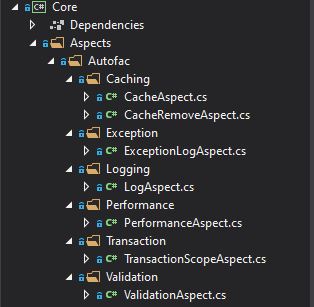 C# Core
Dependencies
Aspects
Autofac
Caching
C# CacheAspect.cs
C# CacheRemoveAspect.cs
Exception
C# ExceptionLogAspect.cs
Logging
C# LogAspect.cs
Performance
C# PerformanceAspect.cs
Transaction
C# TransactionScopeAspect.cs
Validation
C# ValidationAspect.cs